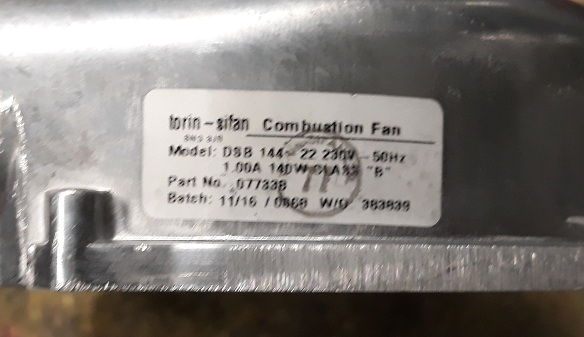 torin-sifan Combustion Fan
Model: DSB 144-22 230V-50Hz
1.00A 140W CLASS "B"
Part No. 07733B
Batch: 11/16 / 0868 W/O: 383839